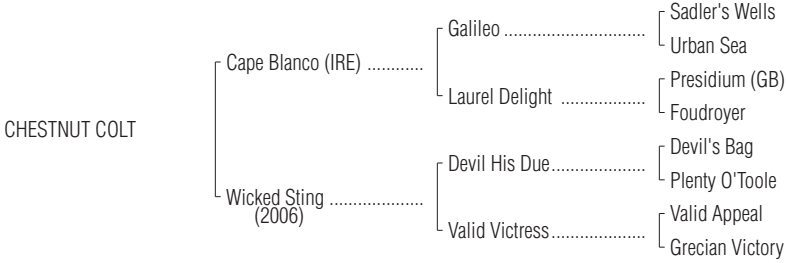 Sadler's Wells
Galileo ..............................
Urban Sea
Cape Blanco (IRE) ............
Presidium (GB)
Laurel Delight ..................
Foudroyer
CHESTNUT COLT
Devil's Bag
Devil His Due....................
Plenty O'Toole
Wicked Sting ....................
(2006)
Valid Appeal
Valid Victress....................
Grecian Victory